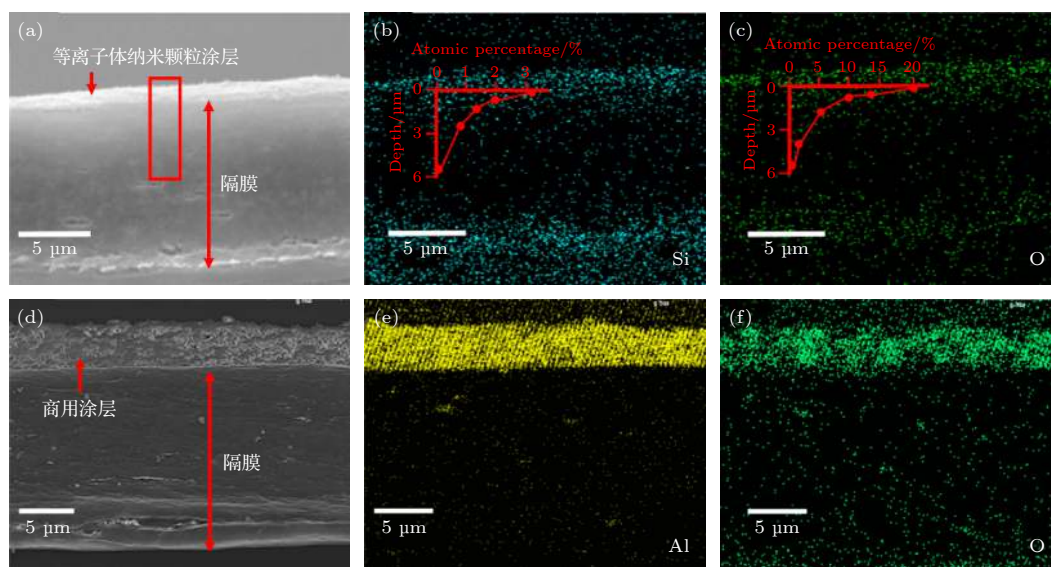 (a)
等离子体纳米颗粒涂层
隔膜
5 µm
(b)
Atomic percentage/%
0 1 2 3
0
3
6
Depth/µm
5 µm
Si
(c)
Atomic percentage/%
0 5 10 15 20
0
3
6
Depth/µm
5 µm
O
(d)
商用涂层
隔膜
5 µm
(e)
5 µm
Al
(f)
5 µm
O